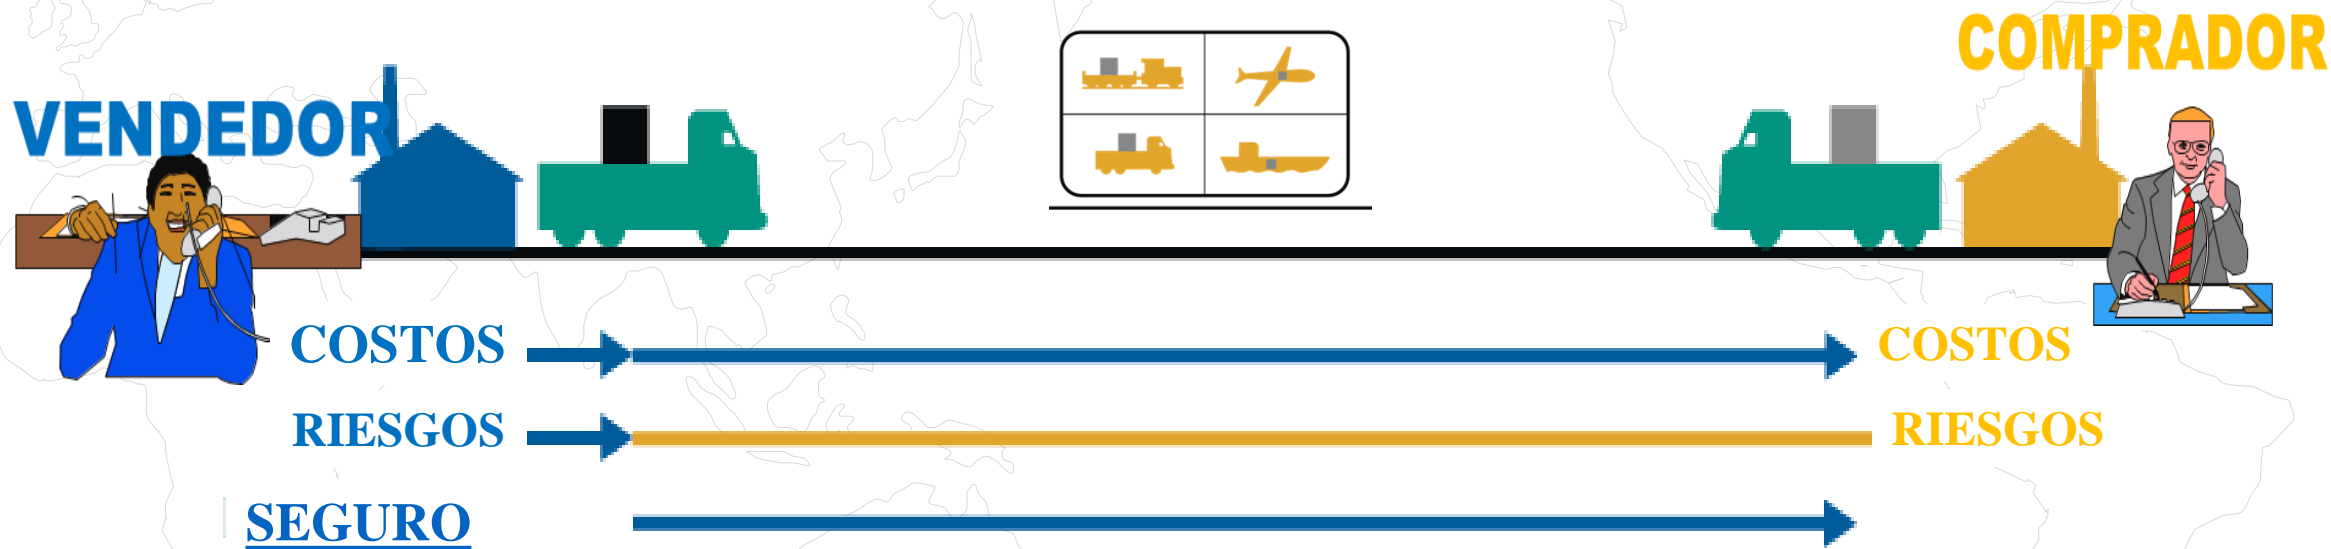 COMPRADOR
VENDEDOR
COSTOS
COSTOS
RIESGOS
RIESGOS
SEGURO